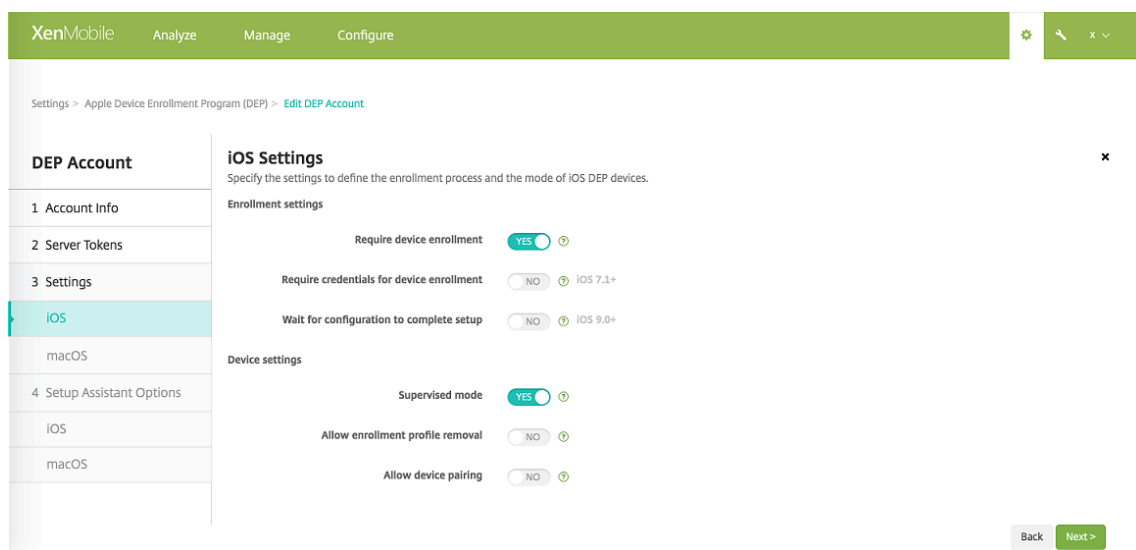 XenMobile Analyze Manage Configure x
Settings > Apple Device Enrollment Program (DEP) > Edit DEP Account
DEP Account
1 Account Info
2 Server Tokens
3 Settings
iOS
macOS
4 Setup Assistant Options
iOS
macOS
iOS Settings
Specify the settings to define the enrollment process and the mode of iOS DEP devices.
Enrollment settings
Require device enrollment YES ?
Require credentials for device enrollment NO ? iOS 7.1+
Wait for configuration to complete setup NO ? iOS 9.0+
Device settings
Supervised mode YES ?
Allow enrollment profile removal NO ?
Allow device pairing NO ?
Back Next >